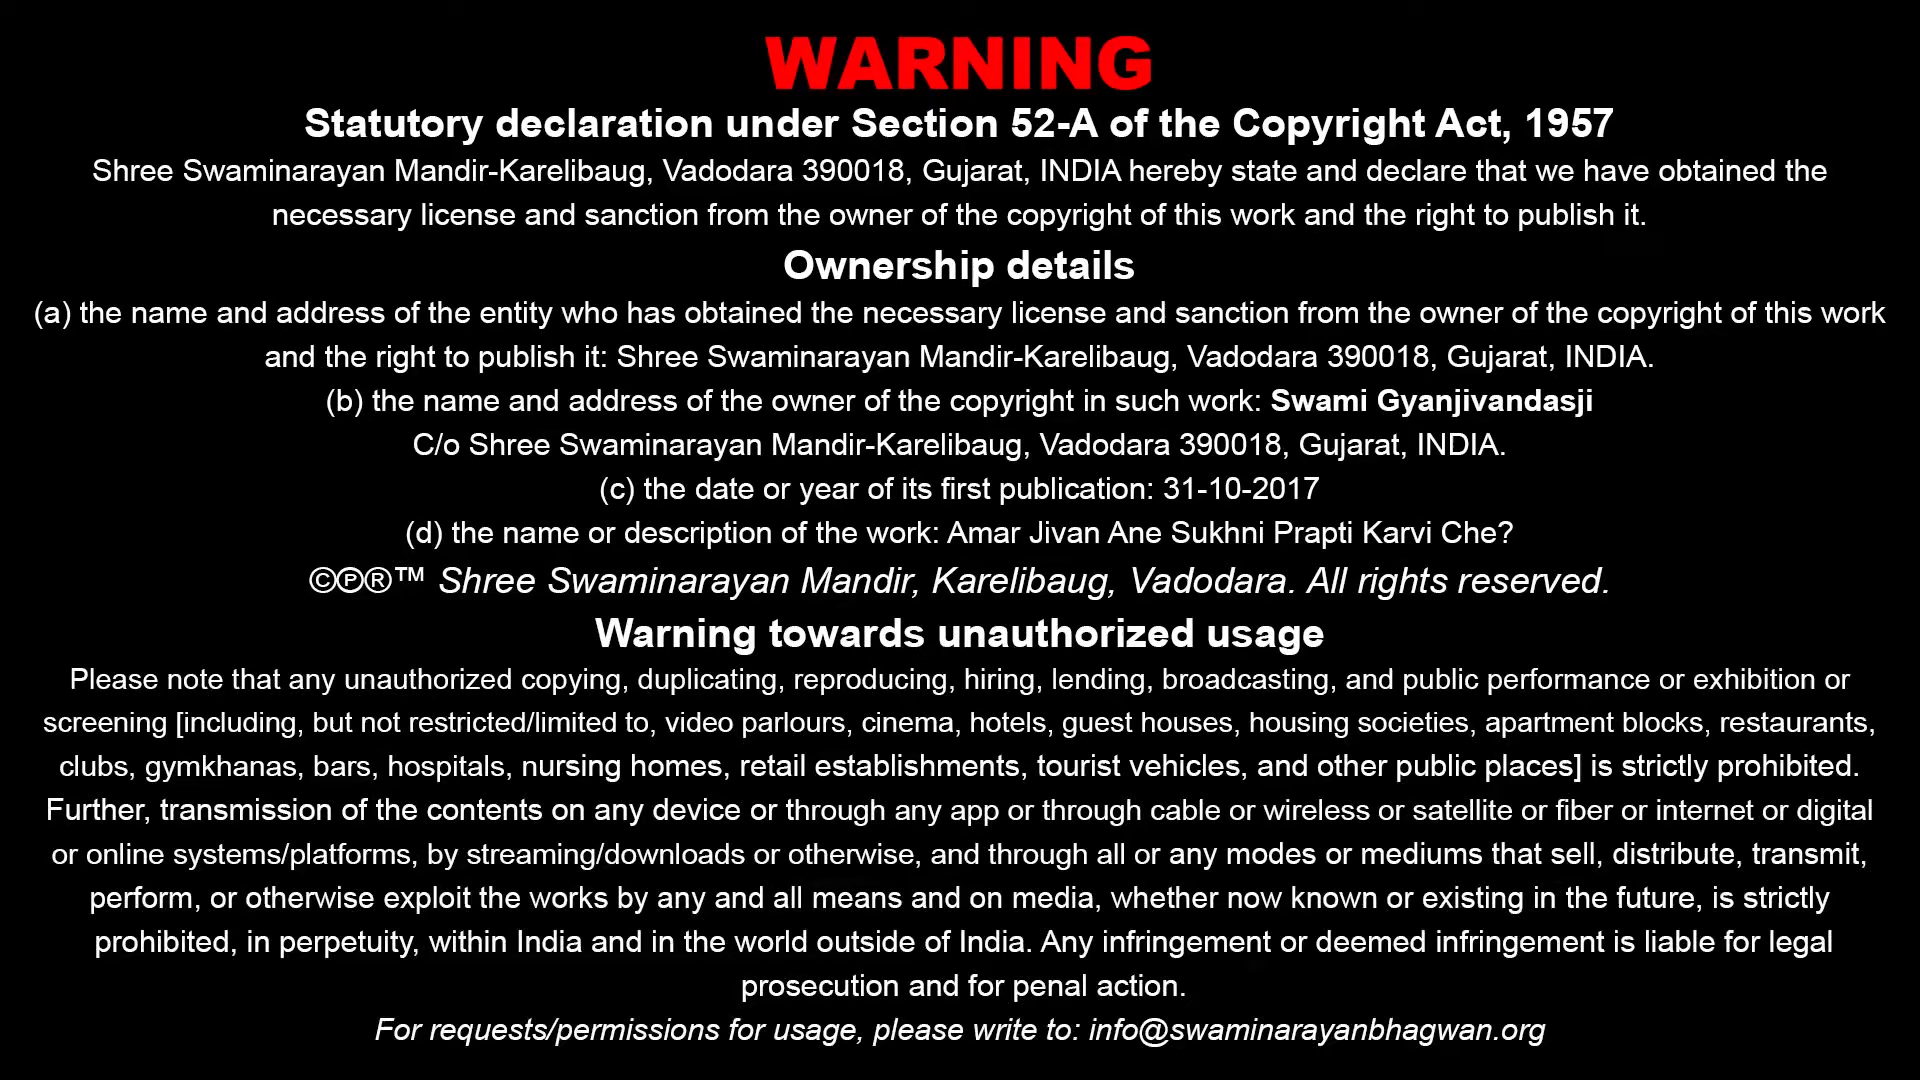 WARNING
Statutory declaration under Section 52-A of the Copyright Act, 1957
Shree Swaminarayan Mandir-Karelibaug, Vadodara 390018, Gujarat, INDIA hereby state and declare that we have obtained the
necessary license and sanction from the owner of the copyright of this work and the right to publish it.
Ownership details
(a) the name and address of the entity who has obtained the necessary license and sanction from the owner of the copyright of this work
and the right to publish it: Shree Swaminarayan Mandir-Karelibaug, Vadodara 390018, Gujarat, INDIA.
(b) the name and address of the owner of the copyright in such work: Swami Gyanjivandasji
C/o Shree Swaminarayan Mandir-Karelibaug, Vadodara 390018, Gujarat, INDIA.
(c) the date or year of its first publication: 31-10-2017
(d) the name or description of the work: Amar Jivan Ane Sukhni Prapti Karvi Che?
©℗®™ Shree Swaminarayan Mandir, Karelibaug, Vadodara. All rights reserved.
Warning towards unauthorized usage
Please note that any unauthorized copying, duplicating, reproducing, hiring, lending, broadcasting, and public performance or exhibition or
screening [including, but not restricted/limited to, video parlours, cinema, hotels, guest houses, housing societies, apartment blocks, restaurants,
clubs, gymkhanas, bars, hospitals, nursing homes, retail establishments, tourist vehicles, and other public places] is strictly prohibited.
Further, transmission of the contents on any device or through any app or through cable or wireless or satellite or fiber or internet or digital
or online systems/platforms, by streaming/downloads or otherwise, and through all or any modes or mediums that sell, distribute, transmit,
perform, or otherwise exploit the works by any and all means and on media, whether now known or existing in the future, is strictly
prohibited, in perpetuity, within India and in the world outside of India. Any infringement or deemed infringement is liable for legal
prosecution and for penal action.
For requests/permissions for usage, please write to: info@swaminarayanbhagwan.org